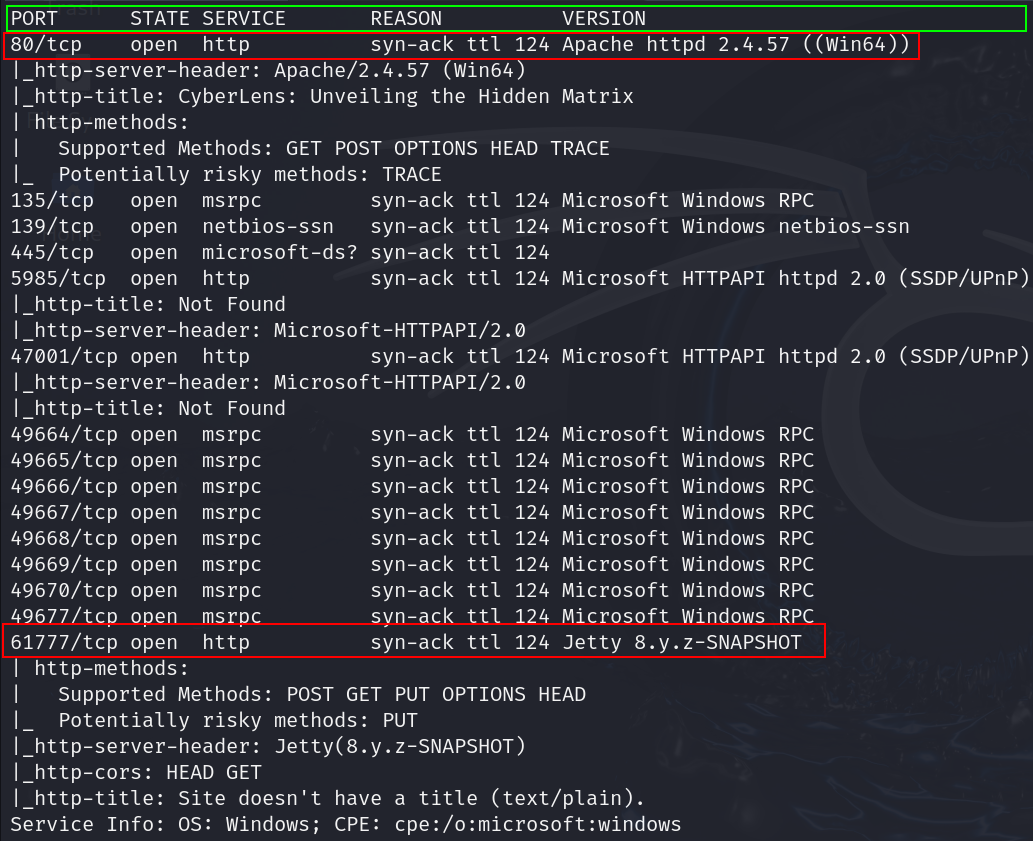 PORT      STATE SERVICE       REASON          VERSION
80/tcp    open  http          syn-ack ttl 124 Apache httpd 2.4.57 ((Win64))
|_http-server-header: Apache/2.4.57 (Win64)
|_http-title: CyberLens: Unveiling the Hidden Matrix
| http-methods:
|   Supported Methods: GET POST OPTIONS HEAD TRACE
|_  Potentially risky methods: TRACE
135/tcp   open  msrpc         syn-ack ttl 124 Microsoft Windows RPC
139/tcp   open  netbios-ssn   syn-ack ttl 124 Microsoft Windows netbios-ssn
445/tcp   open  microsoft-ds? syn-ack ttl 124
5985/tcp  open  http          syn-ack ttl 124 Microsoft HTTPAPI httpd 2.0 (SSDP/UPnP)
|_http-title: Not Found
|_http-server-header: Microsoft-HTTPAPI/2.0
47001/tcp open  http          syn-ack ttl 124 Microsoft HTTPAPI httpd 2.0 (SSDP/UPnP)
|_http-server-header: Microsoft-HTTPAPI/2.0
|_http-title: Not Found
49664/tcp open  msrpc         syn-ack ttl 124 Microsoft Windows RPC
49665/tcp open  msrpc         syn-ack ttl 124 Microsoft Windows RPC
49666/tcp open  msrpc         syn-ack ttl 124 Microsoft Windows RPC
49667/tcp open  msrpc         syn-ack ttl 124 Microsoft Windows RPC
49668/tcp open  msrpc         syn-ack ttl 124 Microsoft Windows RPC
49669/tcp open  msrpc         syn-ack ttl 124 Microsoft Windows RPC
49670/tcp open  msrpc         syn-ack ttl 124 Microsoft Windows RPC
49677/tcp open  msrpc         syn-ack ttl 124 Microsoft Windows RPC
61777/tcp open  http          syn-ack ttl 124 Jetty 8.y.z-SNAPSHOT
| http-methods:
|   Supported Methods: POST GET PUT OPTIONS HEAD
|_  Potentially risky methods: PUT
|_http-server-header: Jetty(8.y.z-SNAPSHOT)
|_http-cors: HEAD GET
|_http-title: Site doesn't have a title (text/plain).
Service Info: OS: Windows; CPE: cpe:/o:microsoft:windows